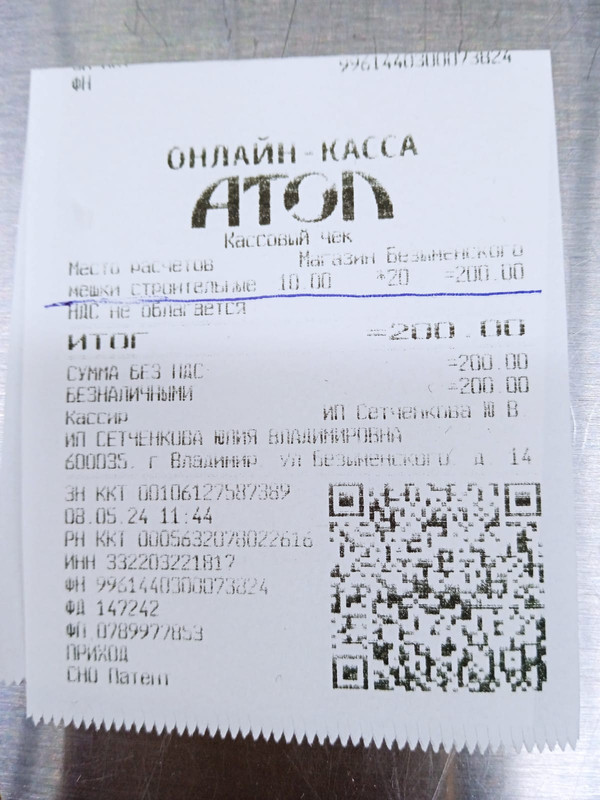 9961440300073824
ФН
ОНЛАЙН-КАССА
АТОЛ
Кассовый чек
Место расчетов Магазин Безыменского
мешки строительные 10.00 *20 =200.00
НДС не облагается
ИТОГ =200.00
СУММА БЕЗ НДС =200.00
БЕЗНАЛИЧНЫМИ =200.00
Кассир ИП Сетченкова Ю В
ИП СЕТЧЕНКОВА ЮЛИЯ ВЛАДИМИРОВНА
600035. г Владимир ул Безыменского д. 14
ЗН ККТ 00106127587389
08.05.24 11:44
РН ККТ 0005632078022616
ИНН 332203221817
ФН 9961440300073824
ФД 147242
ФП 0789977853
ПРИХОД
СНО Патент